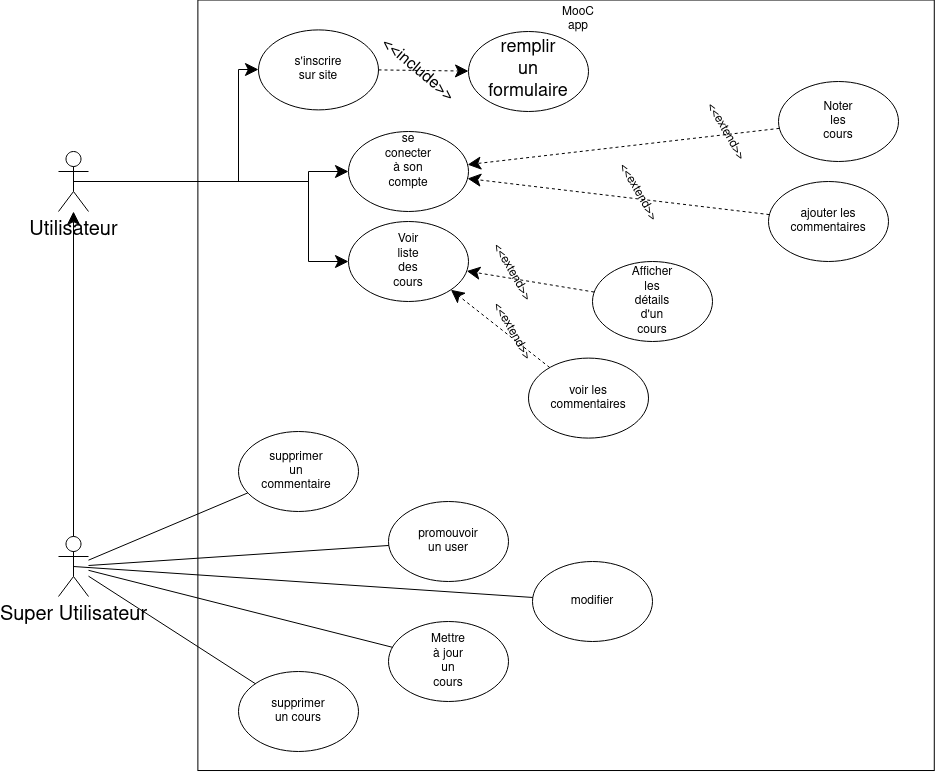 MooC
app
s'inscrire
sur site
<<include>>
remplir
un
formulaire
Noter
les
cours
<<extend>>
se
conecter
à son
compte
<<extend>>
ajouter les
commentaires
Utilisateur
Voir
liste
des
cours
<<extend>>
Afficher
les
détails
d'un
cours
<<extend>>
voir les
commentaires
supprimer
un
commentaire
promouvoir
un user
modifier
Super Utilisateur
Mettre
à jour
un
cours
supprimer
un cours